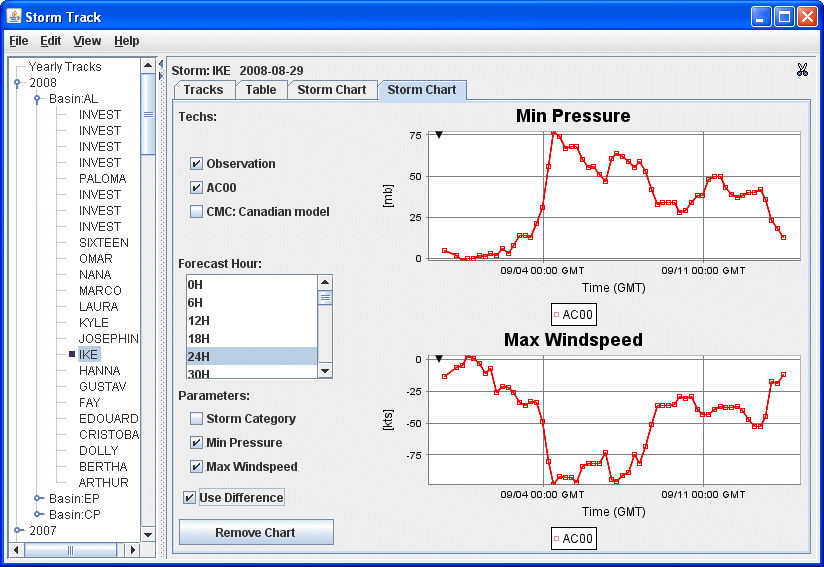 Storm Track
File Edit View Help
Yearly Tracks
2008
Basin:AL
INVEST
INVEST
INVEST
INVEST
PALOMA
INVEST
INVEST
INVEST
SIXTEEN
OMAR
NANA
MARCO
LAURA
KYLE
JOSEPHIN
IKE
HANNA
GUSTAV
FAY
EDOUARD
CRISTOBA
DOLLY
BERTHA
ARTHUR
Basin:EP
Basin:CP
2007
Storm: IKE 2008-08-29
Tracks Table Storm Chart Storm Chart
Techs:
Observation
AC00
CMC: Canadian model
Forecast Hour:
0H
6H
12H
18H
24H
30H
Parameters:
Storm Category
Min Pressure
Max Windspeed
Use Difference
Remove Chart
Min Pressure
75
50
25
0
[mb]
09/04 00:00 GMT 09/11 00:00 GMT
Time (GMT)
AC00
Max Windspeed
0
-25
-50
-75
[kts]
09/04 00:00 GMT 09/11 00:00 GMT
Time (GMT)
AC00